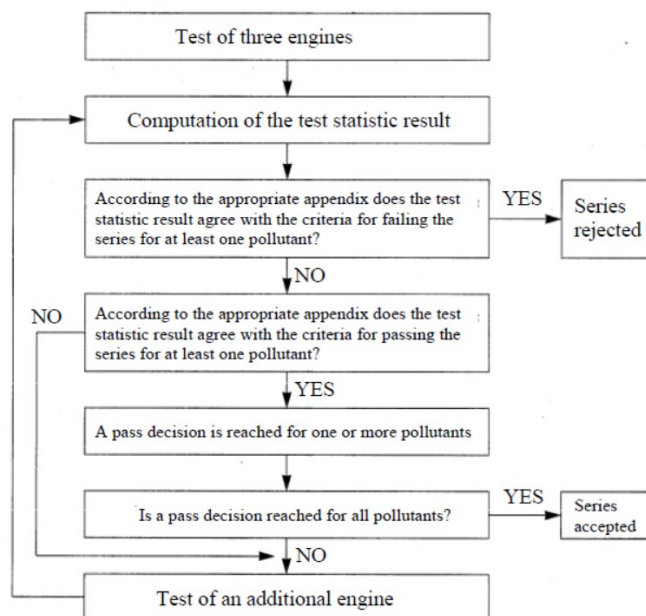 Test of three engines
Computation of the test statistic result
According to the appropriate appendix does the test
statistic result agree with the criteria for failing the
series for at least one pollutant?
YES
Series
rejected
NO
NO
According to the appropriate appendix does the test
statistic result agree with the criteria for passing the
series for at least one pollutant?
YES
A pass decision is reached for one or more pollutants
Is a pass decision reached for all pollutants?
YES
Series
accepted
NO
Test of an additional engine